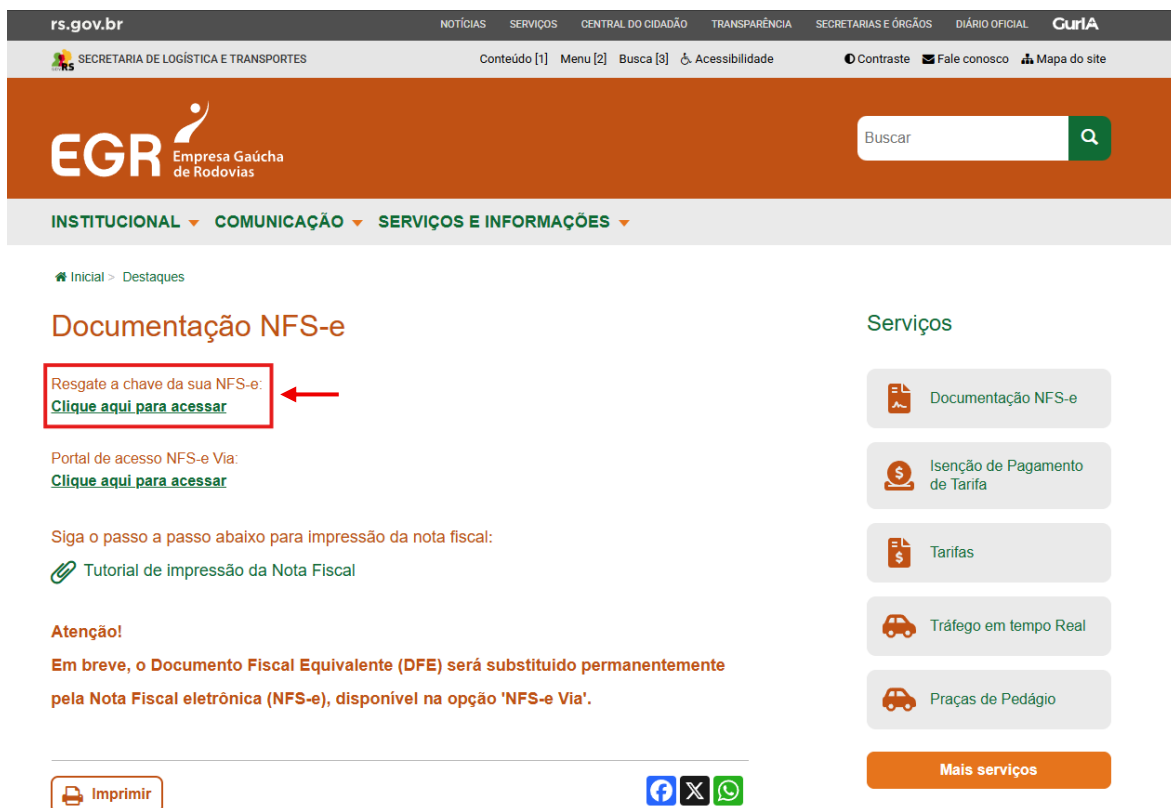 rs.gov.br
NOTÍCIAS SERVIÇOS CENTRAL DO CIDADÃO TRANSPARÊNCIA SECRETARIAS E ÓRGÃOS DIÁRIO OFICIAL GurIA
RS SECRETARIA DE LOGÍSTICA E TRANSPORTES
Conteúdo [1] Menu [2] Busca [3] Acessibilidade
Contraste Fale conosco Mapa do site
EGR Empresa Gaúcha
de Rodovias
Buscar
INSTITUCIONAL COMUNICAÇÃO SERVIÇOS E INFORMAÇÕES
Inicial > Destaques
Documentação NFS-e
Resgate a chave da sua NFS-e:
Clique aqui para acessar
Portal de acesso NFS-e Via:
Clique aqui para acessar
Siga o passo a passo abaixo para impressão da nota fiscal:
Tutorial de impressão da Nota Fiscal
Atenção!
Em breve, o Documento Fiscal Equivalente (DFE) será substituido permanentemente
pela Nota Fiscal eletrônica (NFS-e), disponível na opção 'NFS-e Via'.
Imprimir
Serviços
Documentação NFS-e
Isenção de Pagamento
de Tarifa
Tarifas
Tráfego em tempo Real
Praças de Pedágio
Mais serviços